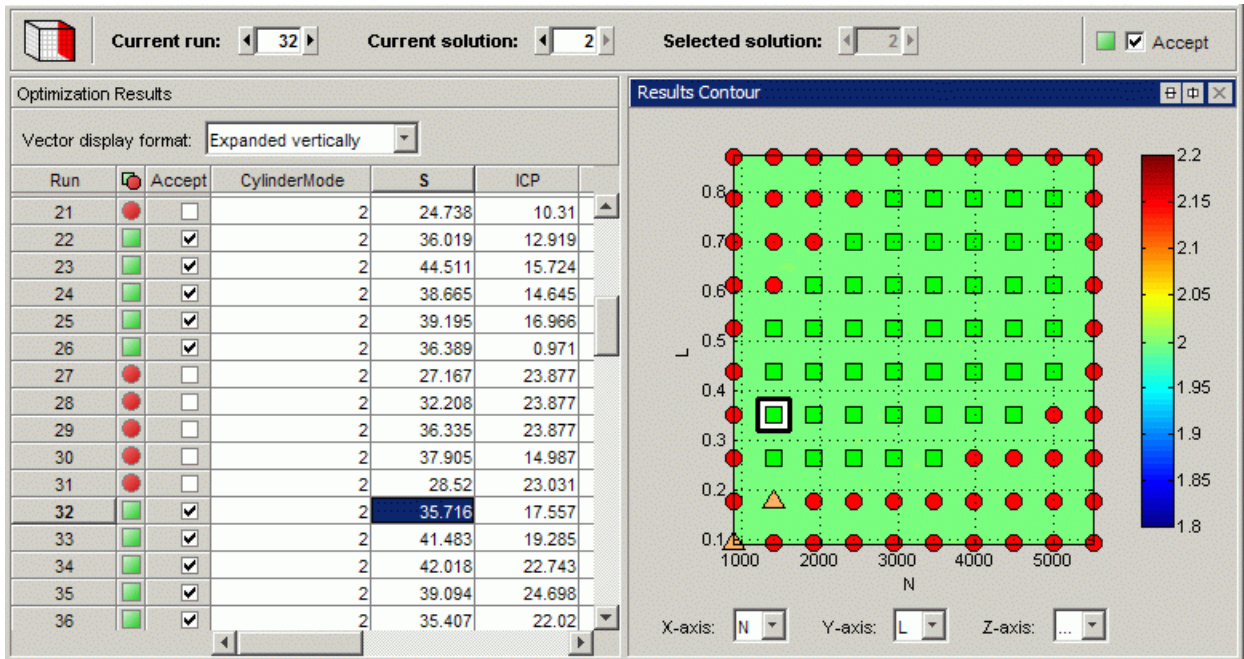 Current run: 32 Current solution: 2 Selected solution: 2 Accept
Optimization Results
Vector display format: Expanded vertically
Run Accept CylinderMode S ICP
21 2 24.738 10.31
22 2 36.019 12.919
23 2 44.511 15.724
24 2 38.665 14.645
25 2 39.195 16.966
26 2 36.389 0.971
27 2 27.167 23.877
28 2 32.208 23.877
29 2 36.335 23.877
30 2 37.905 14.987
31 2 28.52 23.031
32 2 35.716 17.557
33 2 41.483 19.285
34 2 42.018 22.743
35 2 39.094 24.698
36 2 35.407 22.02
Results Contour
0.8
0.7
0.6
0.5
0.4
0.3
0.2
0.1
L
1000 2000 3000 4000 5000
N
2.2
2.15
2.1
2.05
2
1.95
1.9
1.85
1.8
X-axis: N Y-axis: L Z-axis: ...